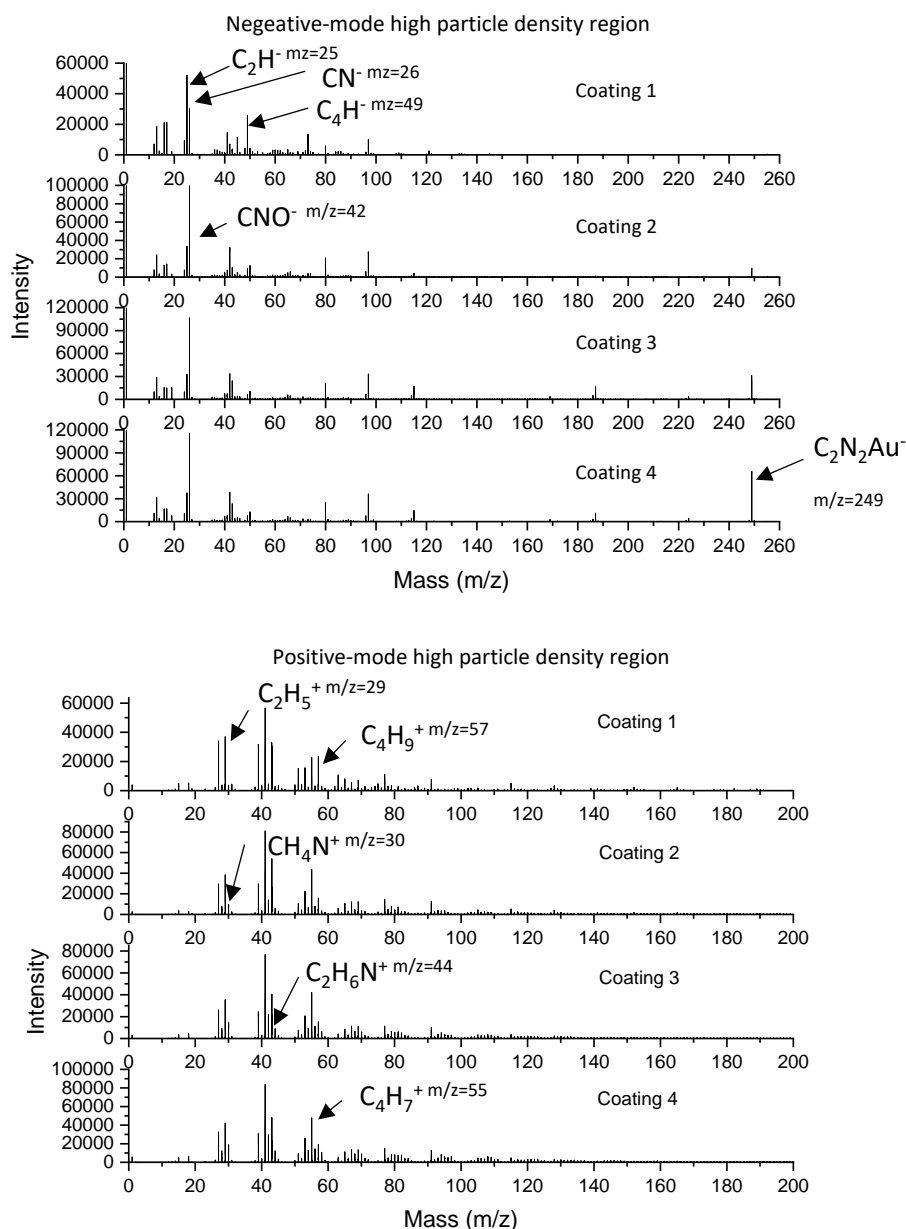 Negeative-mode high particle density region
C₂H⁻ mz=25
CN⁻ mz=26
C₄H⁻ mz=49
Coating 1
60000
40000
20000
0
0 20 40 60 80 100 120 140 160 180 200 220 240 260
CNO⁻ m/z=42
Coating 2
100000
80000
60000
40000
20000
0
0 20 40 60 80 100 120 140 160 180 200 220 240 260
Intensity
Coating 3
120000
90000
60000
30000
0
0 20 40 60 80 100 120 140 160 180 200 220 240 260
Coating 4
120000
90000
60000
30000
0
0 20 40 60 80 100 120 140 160 180 200 220 240 260
C₂N₂Au⁻
m/z=249
Mass (m/z)
Positive-mode high particle density region
C₂H₅⁺ m/z=29
C₄H₉⁺ m/z=57
Coating 1
60000
40000
20000
0
0 20 40 60 80 100 120 140 160 180 200
CH₄N⁺ m/z=30
Coating 2
80000
60000
40000
20000
0
0 20 40 60 80 100 120 140 160 180 200
Intensity
C₂H₆N⁺ m/z=44
Coating 3
80000
60000
40000
20000
0
0 20 40 60 80 100 120 140 160 180 200
C₄H₇⁺ m/z=55
Coating 4
100000
80000
60000
40000
20000
0
0 20 40 60 80 100 120 140 160 180 200
Mass (m/z)